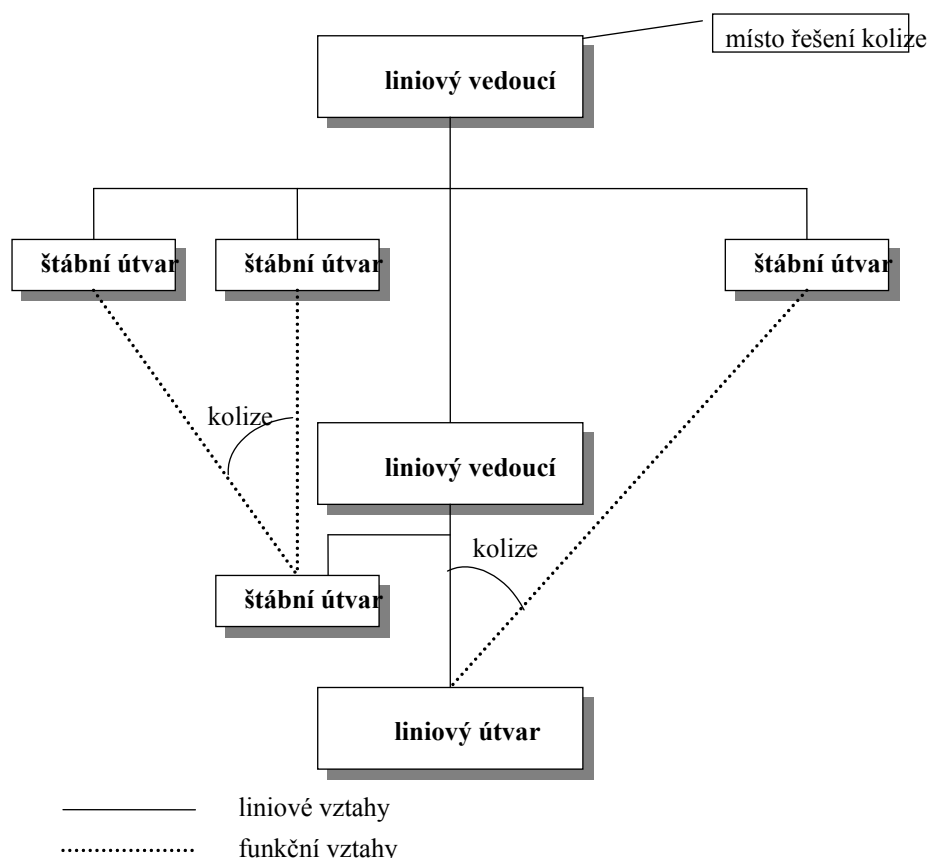 místo řešení kolize
liniový vedoucí
štábní útvar
štábní útvar
štábní útvar
kolize
liniový vedoucí
kolize
štábní útvar
liniový útvar
liniové vztahy
funkční vztahy